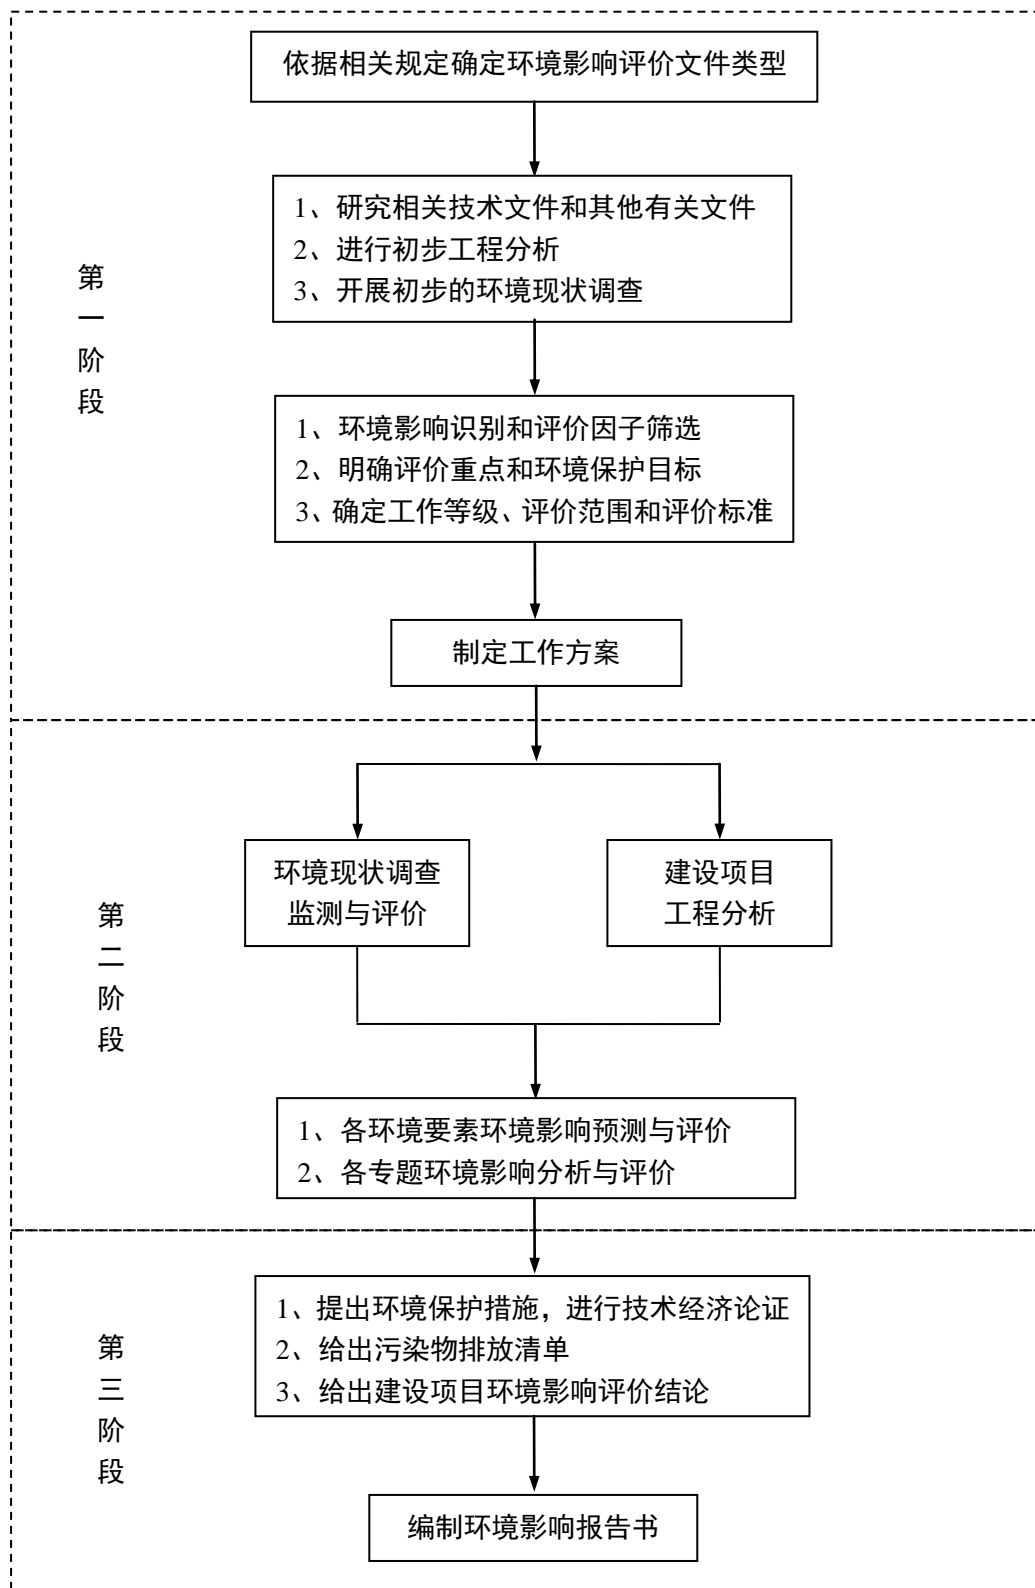 依据相关规定确定环境影响评价文件类型
1、研究相关技术文件和其他有关文件
2、进行初步工程分析
3、开展初步的环境现状调查
第
一
阶
段
1、环境影响识别和评价因子筛选
2、明确评价重点和环境保护目标
3、确定工作等级、评价范围和评价标准
制定工作方案
环境现状调查
监测与评价
建设项目
工程分析
第
二
阶
段
1、各环境要素环境影响预测与评价
2、各专题环境影响分析与评价
1、提出环境保护措施，进行技术经济论证
2、给出污染物排放清单
3、给出建设项目环境影响评价结论
第
三
阶
段
编制环境影响报告书